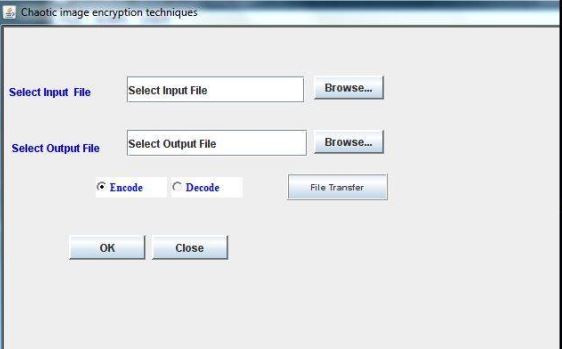 Chaotic image encryption techniques
Select Input File Select Input File Browse...
Select Output File Select Output File Browse...
Encode Decode File Transfer
OK Close